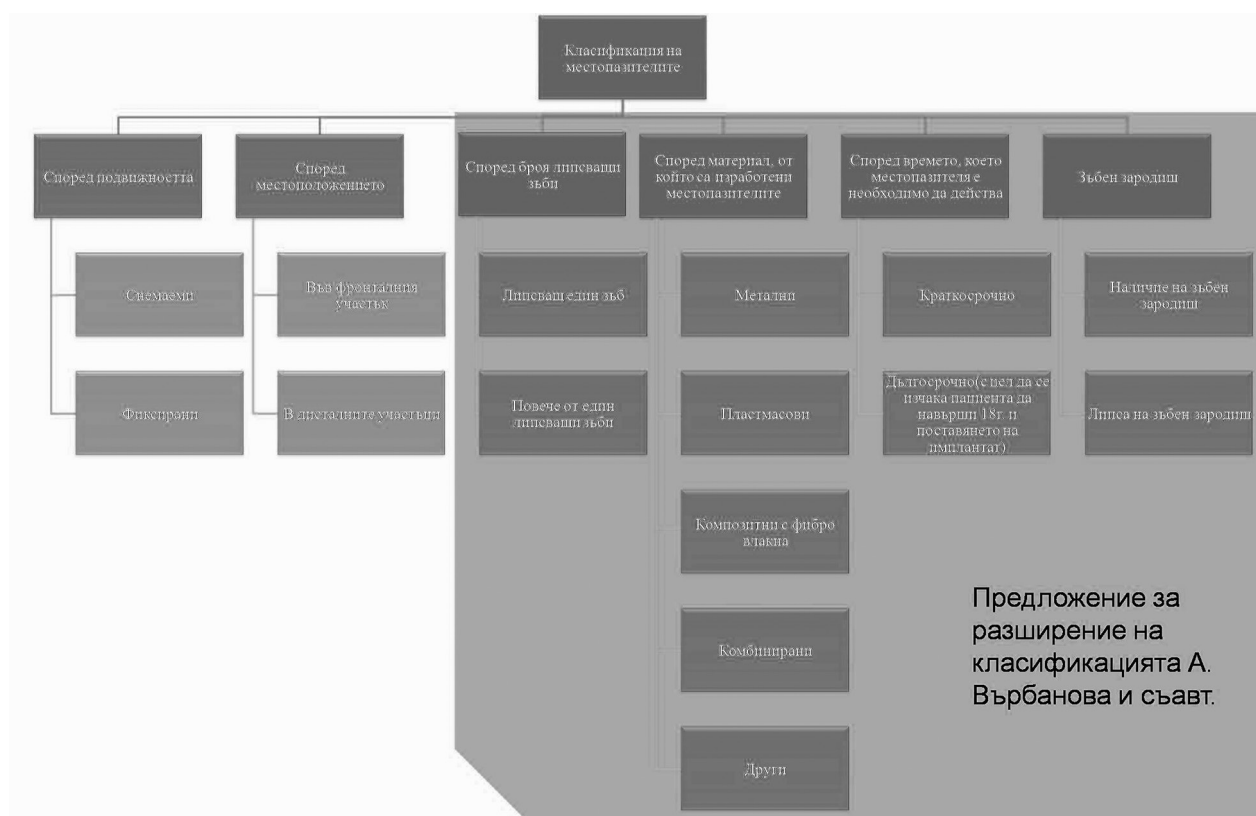 Класификация на
местопазителите
Според подвижността
Според
местоположението
Според броя липсващи
зъби
Според материал, от
който са изработени
местопазителите
Според времето, което
местопазителя е
необходимо да действа
Зъбен зародиш
Снемаеми
Във фронталния
участък
Липсващ един зъб
Метални
Краткосрочно
Наличие на зъбен
зародиш
Фиксирани
В дисталните участъци
Повече от един
липсващи зъби
Пластмасови
Дългосрочно(с цел да се
изчака пациента да
навърши 18г. и
поставянето на
имплантат)
Липса на зъбен зародиш
Композитни с фибро
влакна
Комбинирани
Други
Предложение за
разширение на
класификацията А.
Върбанова и съавт.